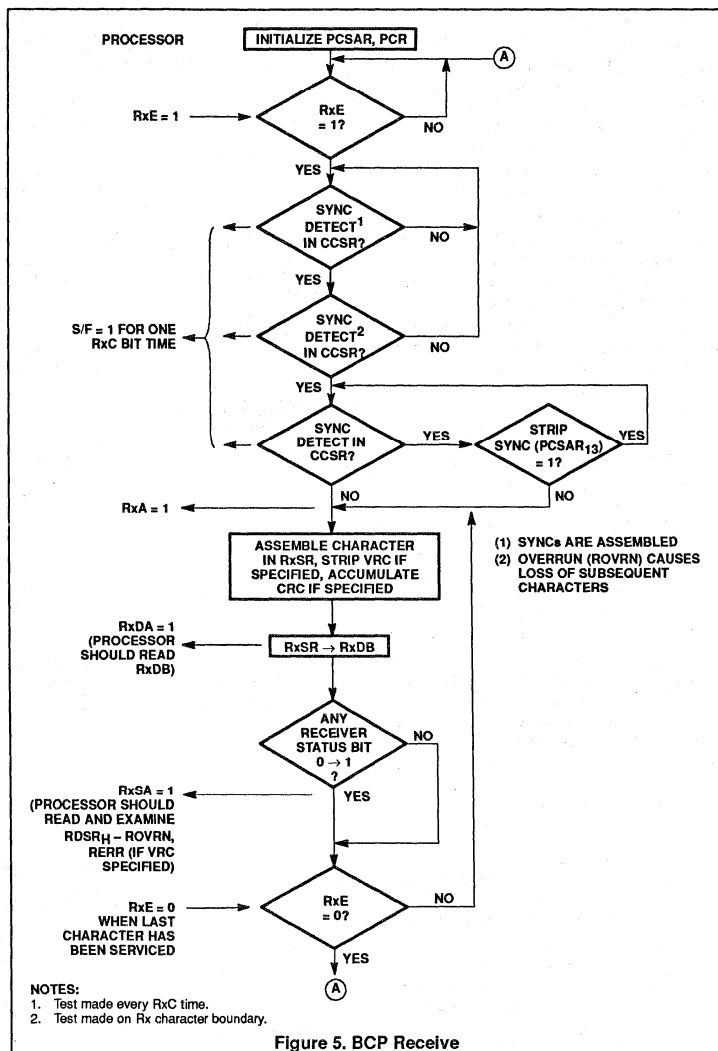 PROCESSOR
INITIALIZE PCSAR, PCR
A
RxE = 1
RxE
= 1?
NO
YES
SYNC
DETECT1
IN CCSR?
NO
YES
S/F = 1 FOR ONE
RxC BIT TIME
SYNC
DETECT2
IN CCSR?
NO
YES
SYNC
DETECT IN
CCSR?
YES
STRIP
SYNC (PCSAR13)
= 1?
YES
NO
NO
RxA = 1
ASSEMBLE CHARACTER
IN RxSR, STRIP VRC IF
SPECIFIED, ACCUMULATE
CRC IF SPECIFIED
(1) SYNCs ARE ASSEMBLED
(2) OVERRUN (ROVRN) CAUSES
LOSS OF SUBSEQUENT
CHARACTERS
RxDA = 1
(PROCESSOR
SHOULD READ
RxDB)
RxSR → RxDB
ANY
RECEIVER
STATUS BIT
0 → 1
?
NO
YES
RxSA = 1
(PROCESSOR SHOULD
READ AND EXAMINE
RDSRH – ROVRN,
RERR (IF VRC
SPECIFIED)
RxE = 0
WHEN LAST
CHARACTER HAS
BEEN SERVICED
RxE
= 0?
NO
YES
A
NOTES:
1. Test made every RxC time.
2. Test made on Rx character boundary.
Figure 5. BCP Receive